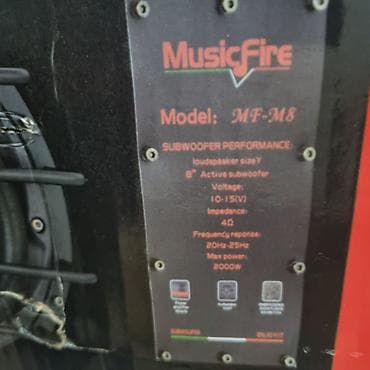 MusicFire
Model: MF-M8
SUBWOOFER PERFORMANCE:
loudspeaker sizeY
8" Active subwoofer
Voltage:
10-15(V)
Impedance:
4Ω
Frequency reponse:
20Hz-25Hz
Max power:
2000W